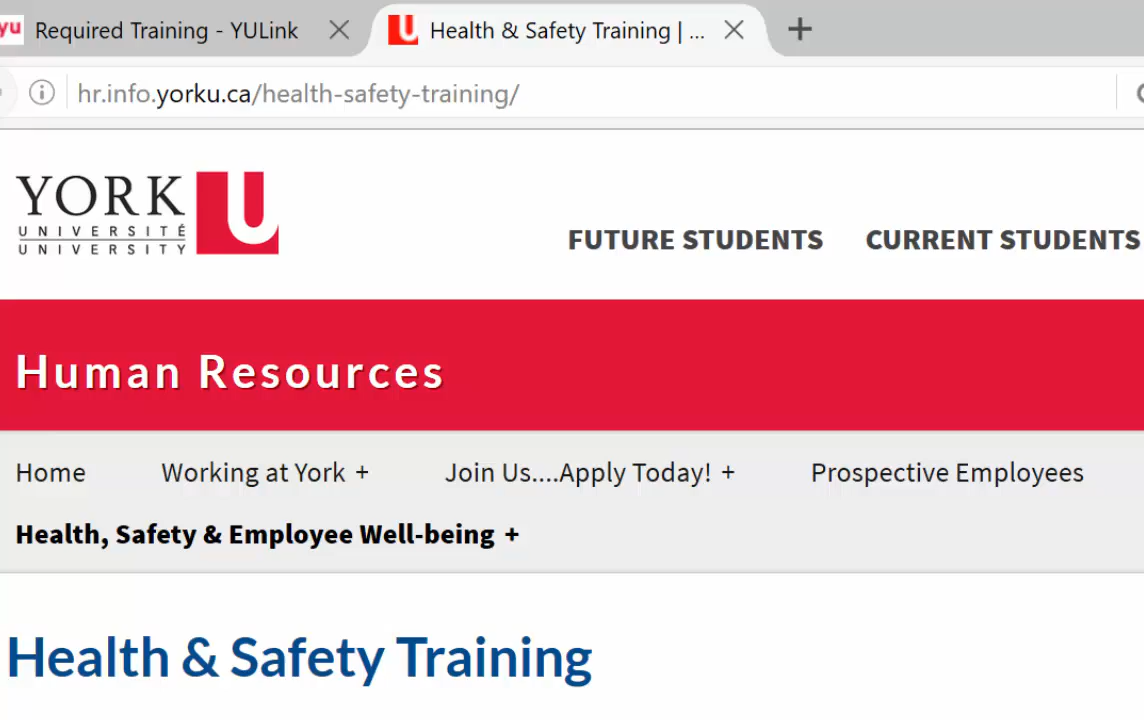 yu Required Training - YULink Health & Safety Training | ...
hr.info.yorku.ca/health-safety-training/
YORK U
UNIVERSITÉ
UNIVERSITY
FUTURE STUDENTS CURRENT STUDENTS
Human Resources
Home Working at York + Join Us....Apply Today! + Prospective Employees
Health, Safety & Employee Well-being +
Health & Safety Training